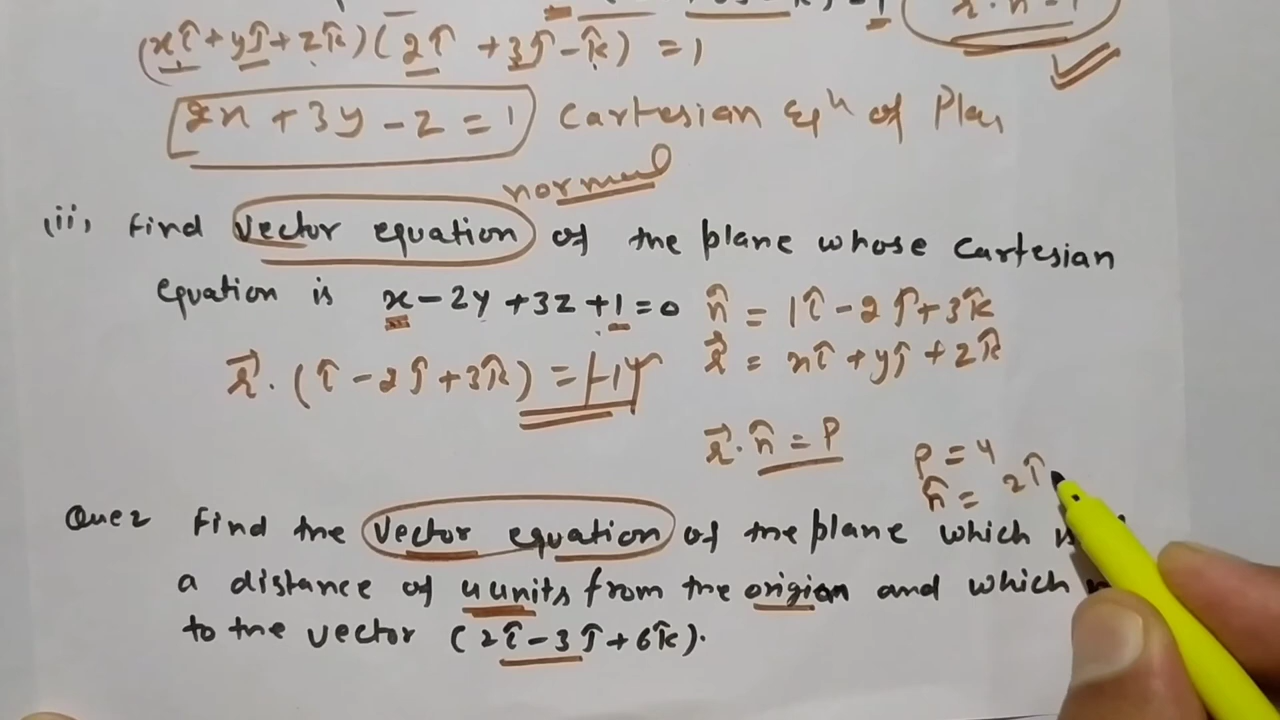 (xî+yĵ+zk̂)(2î +3ĵ-k̂) = 1
2x + 3y - z = 1 Cartesian Eqⁿ of Plan
normal
(ii) Find vector equation of the plane whose Cartesian
equation is x-2y+3z+1=0 n̂ = 1î-2ĵ+3k̂
r⃗.(î-2ĵ+3k̂) = -1 r⃗ = xî+yĵ+zk̂
r⃗.n̂ = P
P = 4
n̂ = 2î
Que2 Find the vector equation of the plane which
a distance of 4 units from the origian and which
to the vector (2î-3ĵ+6k̂).